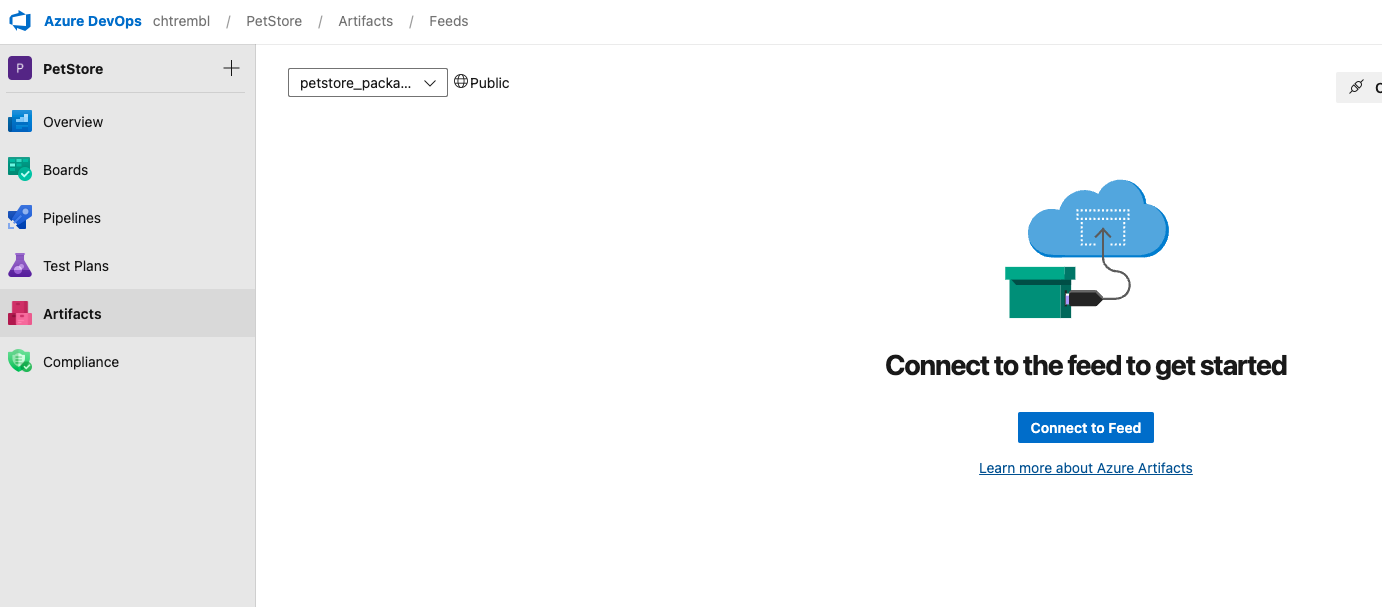 Azure DevOps chtrembl / PetStore / Artifacts / Feeds
P PetStore
petstore_packa... Public
Overview
Boards
Pipelines
Test Plans
Artifacts
Compliance
Connect to the feed to get started
Connect to Feed
Learn more about Azure Artifacts